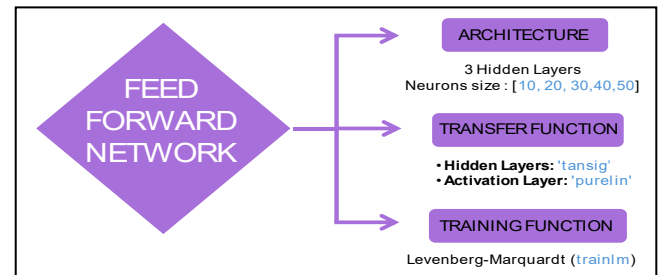 FEED
FORWARD
NETWORK
ARCHITECTURE
3 Hidden Layers
Neurons size : [10, 20, 30,40,50]
TRANSFER FUNCTION
• Hidden Layers: 'tansig'
• Activation Layer: 'purelin'
TRAINING FUNCTION
Levenberg-Marquardt (trainlm)